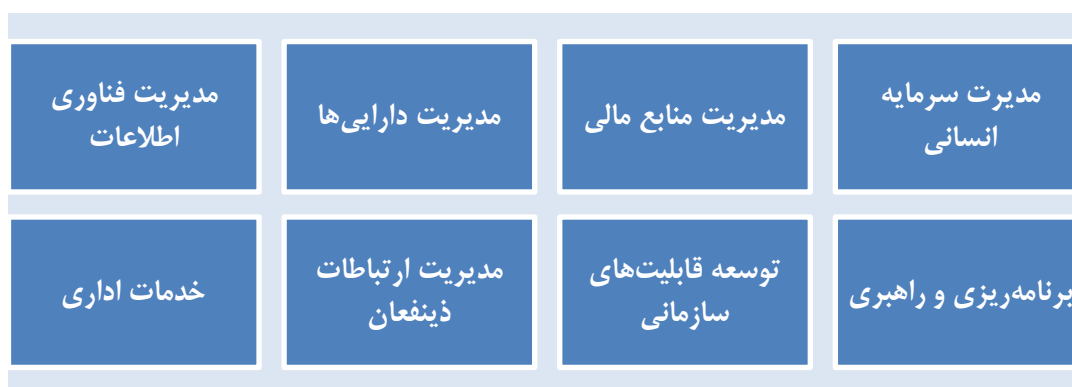 مدیرت سرمایه
انسانی
مدیریت منابع مالی
مدیریت دارایی‌ها
مدیریت فناوری
اطلاعات
برنامه‌ریزی و راهبری
توسعه قابلیت‌های
سازمانی
مدیریت ارتباطات
ذینفعان
خدمات اداری